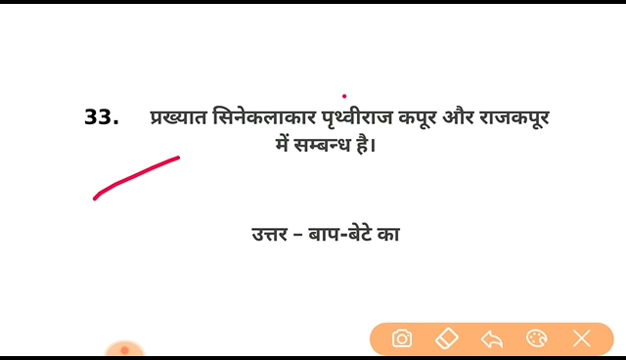 33. प्रख्यात सिनेकलाकार पृथ्वीराज कपूर और राजकपूर
में सम्बन्ध है।
उत्तर – बाप-बेटे का